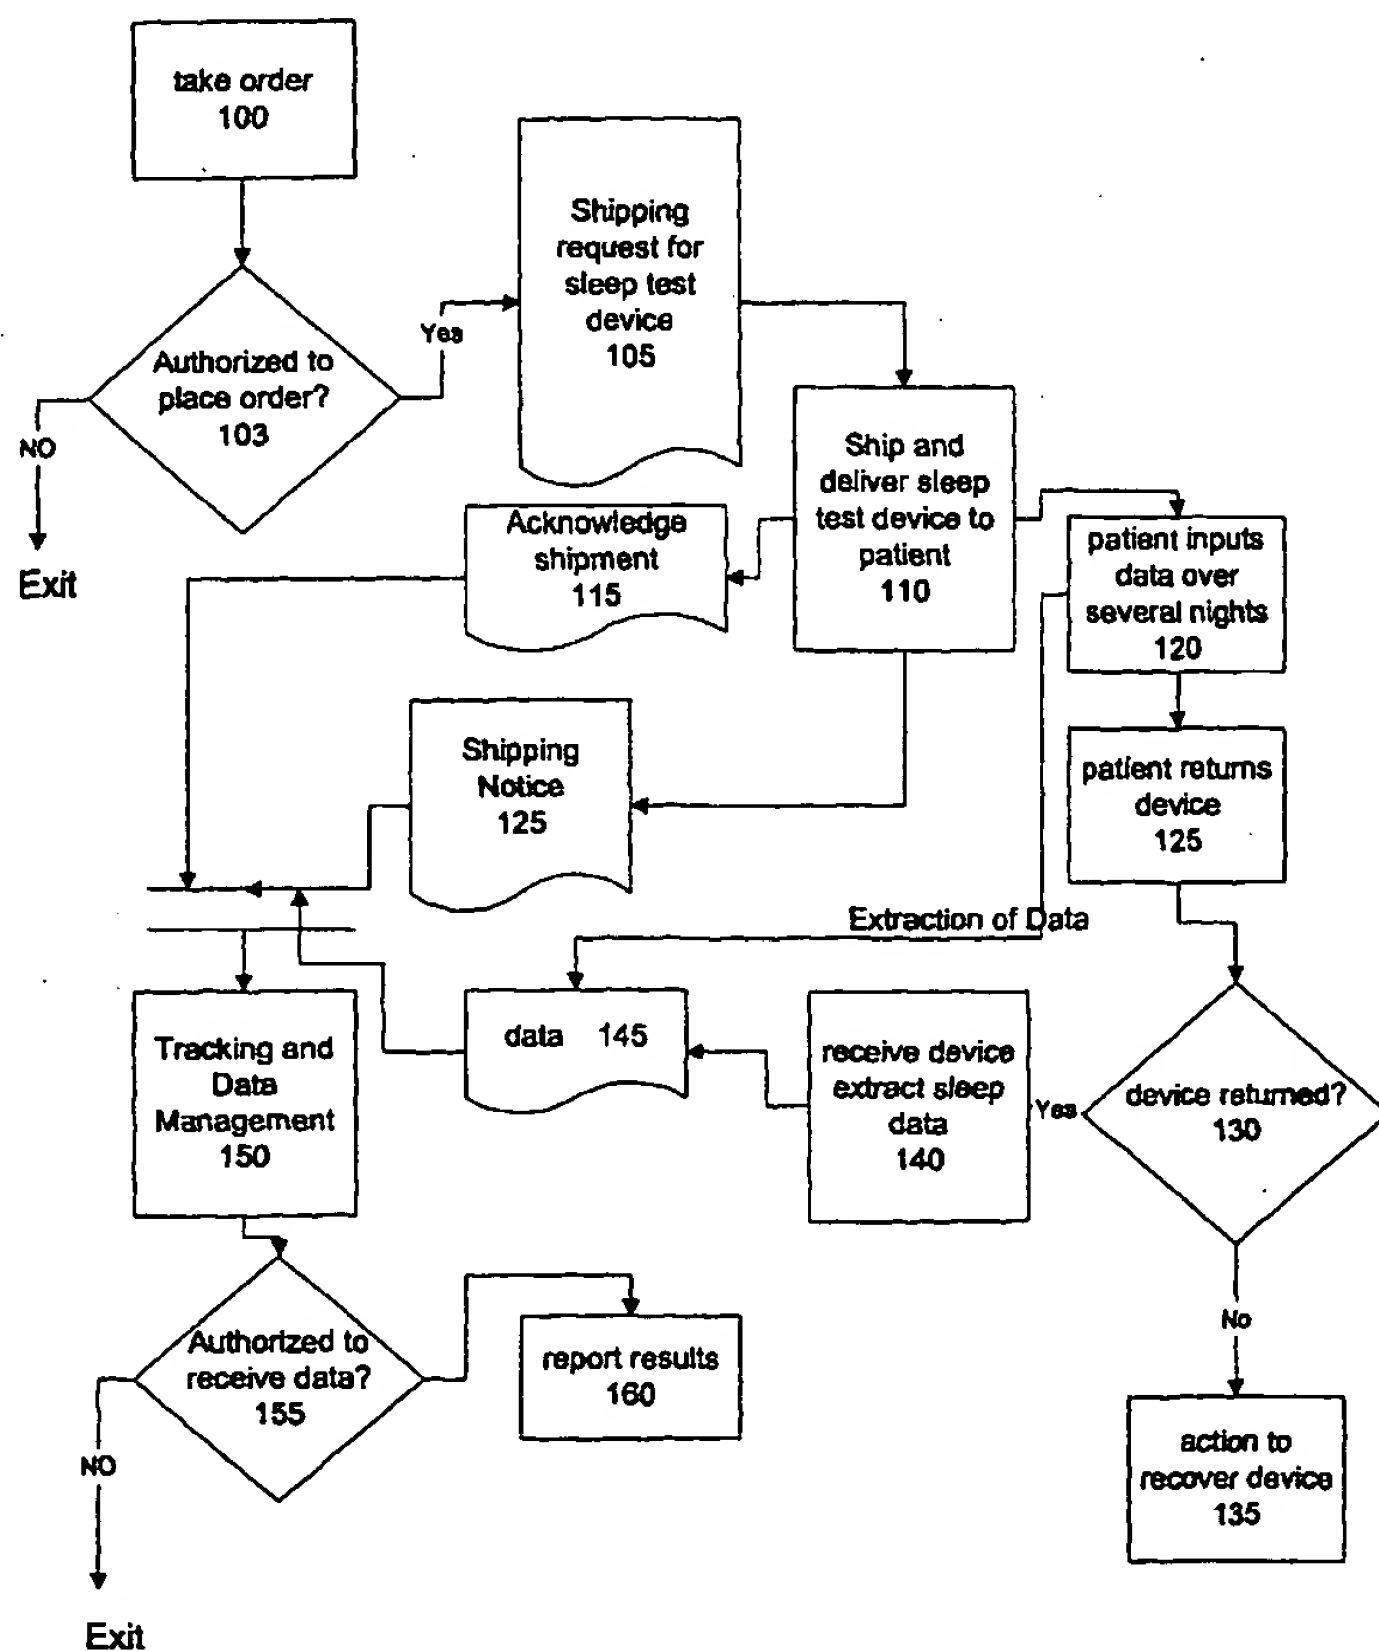 take order
100
Shipping
request for
sleep test
device
105
Yes
Authorized to
place order?
103
NO
Exit
Ship and
deliver sleep
test device to
patient
110
Acknowledge
shipment
115
patient inputs
data over
several nights
120
Shipping
Notice
125
patient returns
device
125
Extraction of Data
Tracking and
Data
Management
150
data 145
receive device
extract sleep
data
140
Yes
device returned?
130
No
Authorized to
receive data?
155
NO
Exit
report results
160
action to
recover device
135